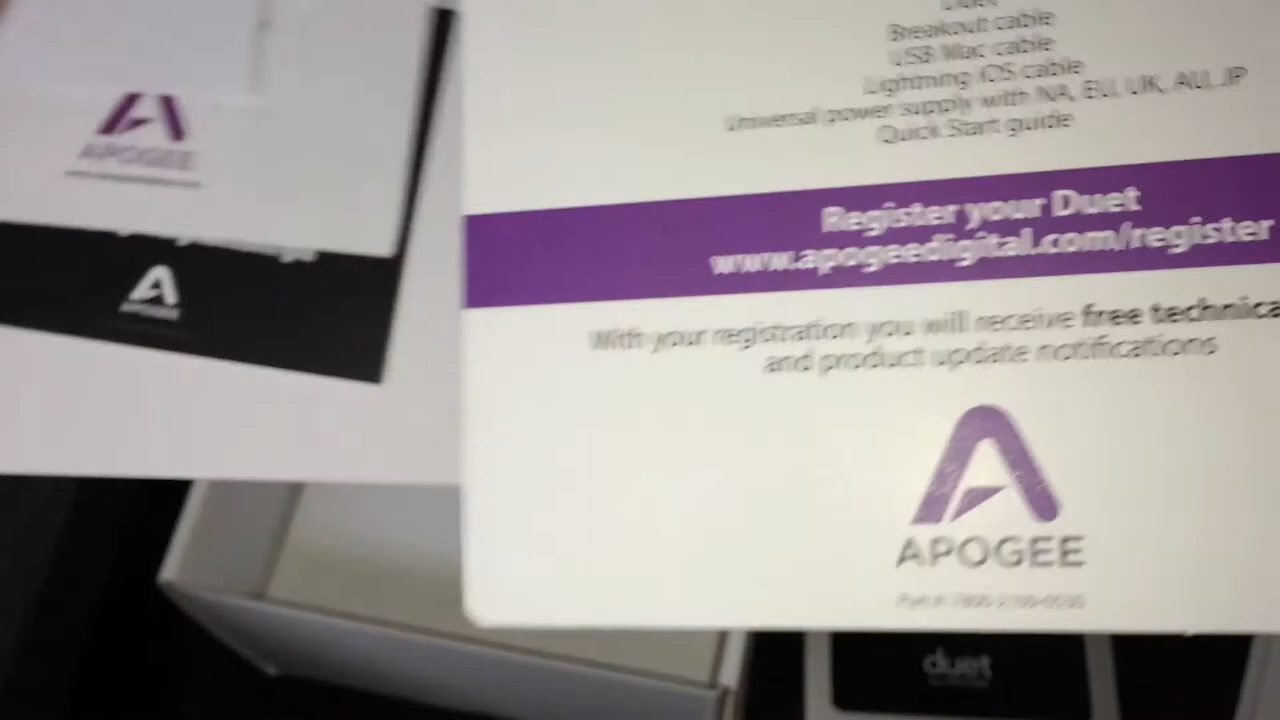 APOGEE
APOGEE
Duet
Breakout cable
USB Mac cable
Lightning iOS cable
Universal power supply with NA, EU, UK, AU, JP
Quick Start guide
Register your Duet
www.apogeedigital.com/register
With your registration you will receive free technica
and product update notifications
APOGEE
duet